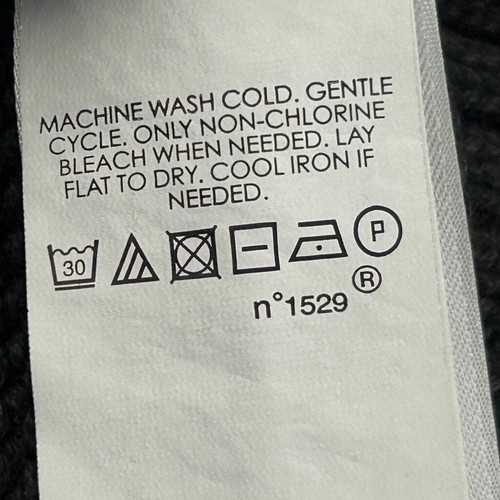 MACHINE WASH COLD. GENTLE
CYCLE. ONLY NON-CHLORINE
BLEACH WHEN NEEDED. LAY
FLAT TO DRY. COOL IRON IF
NEEDED.
30 P
n°1529®